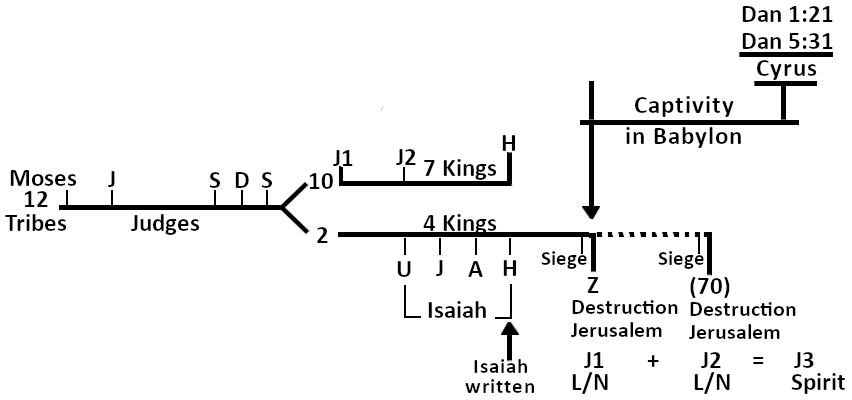 Dan 1:21
Dan 5:31
Cyrus
Captivity
in Babylon
H
J1
J2
7 Kings
Moses
J
S D S
10
12
Tribes
Judges
2
4 Kings
Siege
Siege
U J A H
Z
(70)
Isaiah
Destruction
Jerusalem
Destruction
Jerusalem
Isaiah
written
J1 + J2 = J3
L/N L/N Spirit